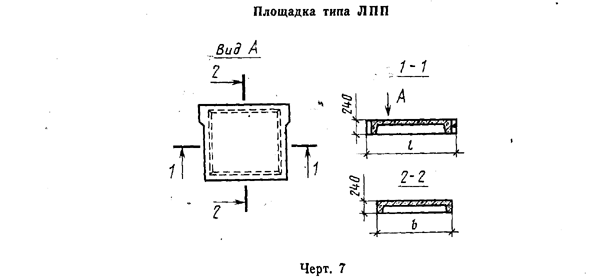 Площадка типа ЛПП
Вид А
2
1
1
2
1-1
А
240
l
2-2
240
b
Черт. 7